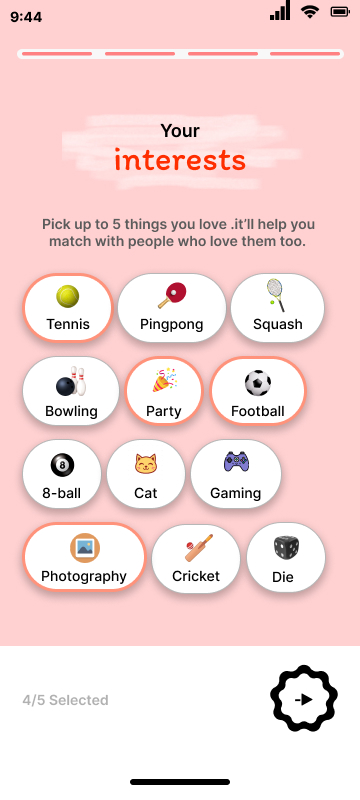 9:44
Your
interests
Pick up to 5 things you love .it’ll help you
match with people who love them too.
Tennis Pingpong Squash
Bowling Party Football
8-ball Cat Gaming
Photography Cricket Die
4/5 Selected